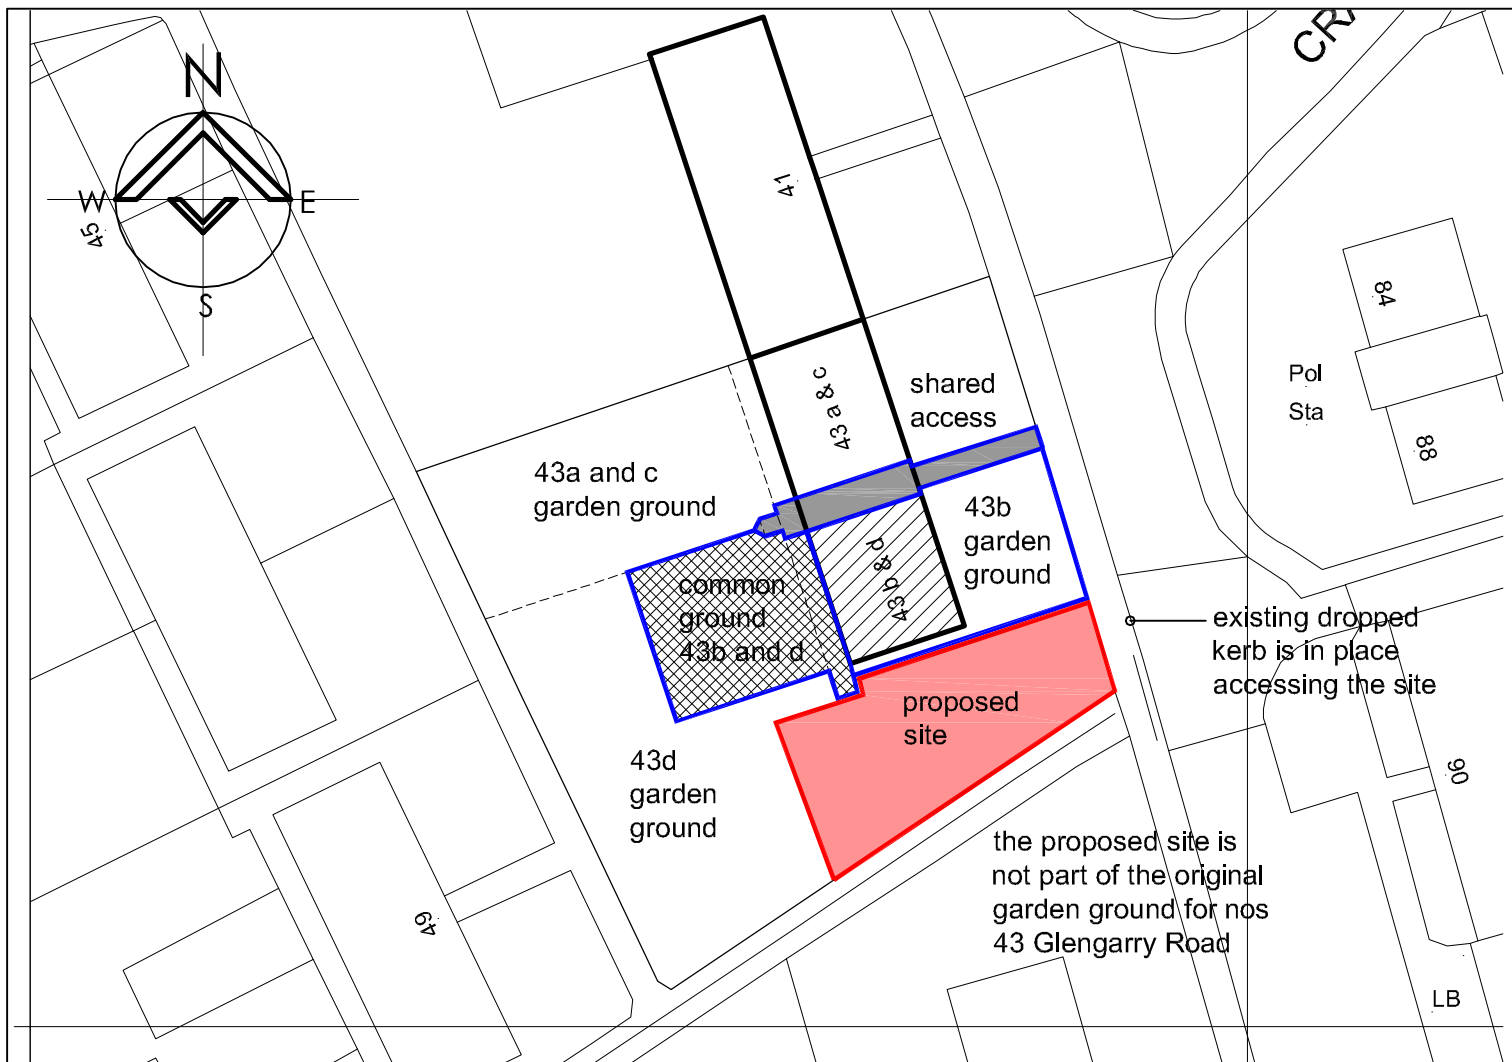 N
W
E
S
45
CRA
41
84
Pol
Sta
88
shared
access
43 a & c
43a and c
garden ground
43b
garden
ground
43 b & d
common
ground
43b and d
existing dropped
kerb is in place
accessing the site
proposed
site
43d
garden
ground
90
the proposed site is
not part of the original
garden ground for nos
43 Glengarry Road
49
LB